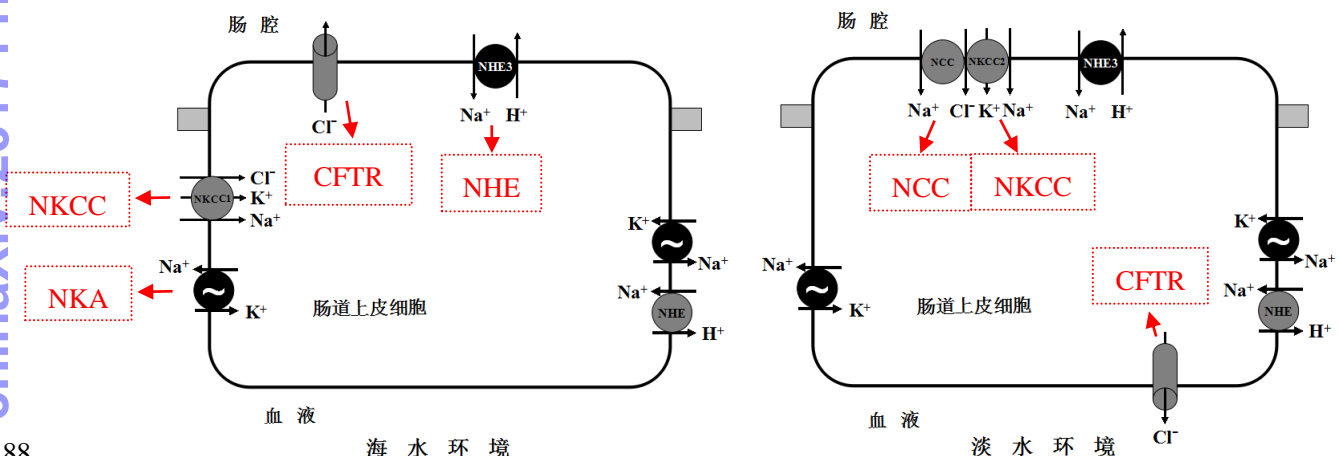 肠 腔
CFTR
Cl⁻
NHE3
Na⁺ H⁺
NHE
NKCC
NKCC1
Cl⁻
K⁺
Na⁺
NKA
Na⁺
K⁺
肠道上皮细胞
K⁺
Na⁺
Na⁺
NHE
H⁺
血 液
海 水 环 境
88
肠 腔
NCC
NKCC2
NHE3
Na⁺ Cl⁻ K⁺ Na⁺
Na⁺ H⁺
NCC
NKCC
CFTR
Na⁺
K⁺
肠道上皮细胞
K⁺
Na⁺
Na⁺
NHE
H⁺
Cl⁻
血 液
淡 水 环 境